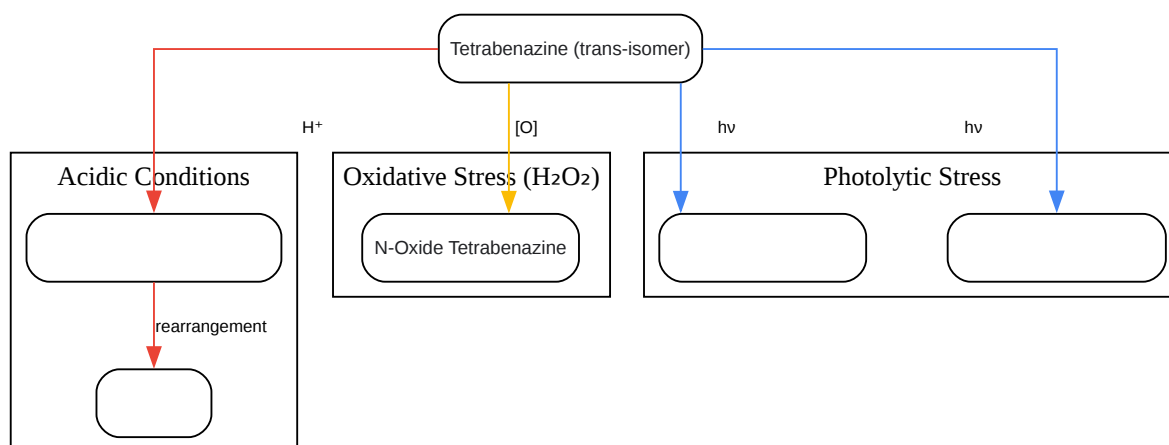 Tetrabenazine (trans-isomer)
H⁺
[O]
hν
hν
Acidic Conditions
Oxidative Stress (H₂O₂)
Photolytic Stress
N-Oxide Tetrabenazine
rearrangement